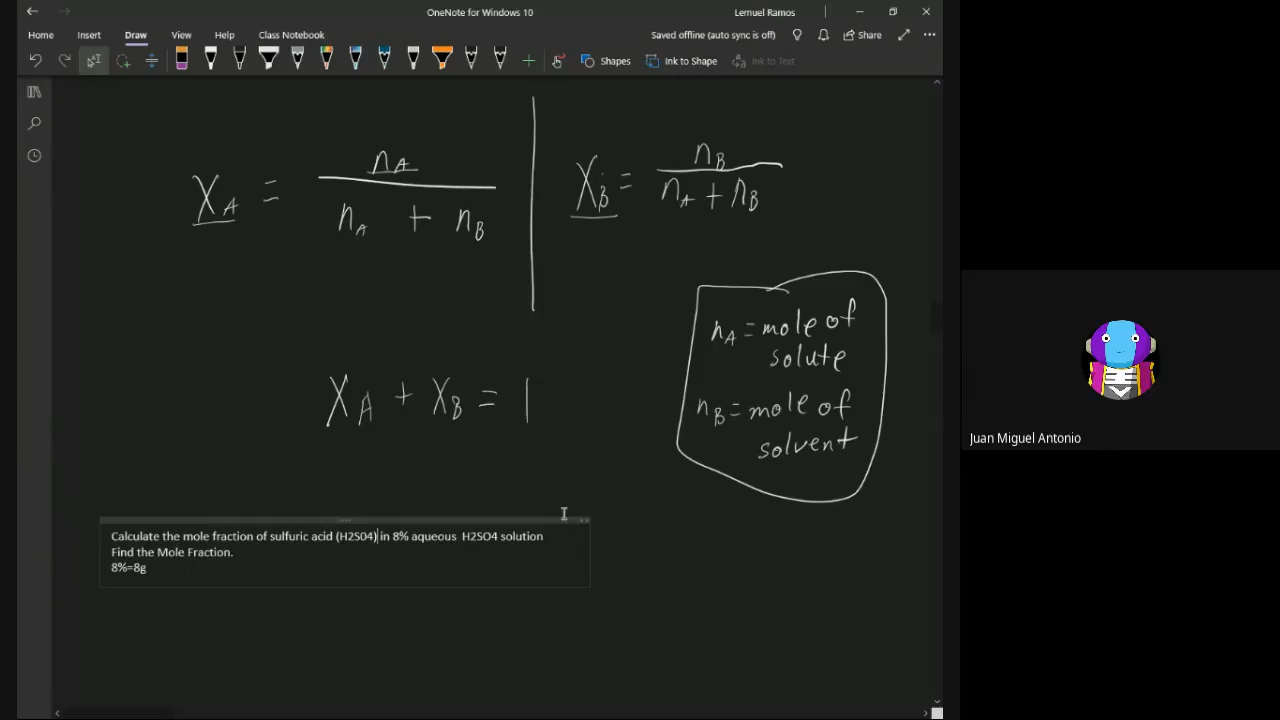 OneNote for Windows 10
Lemuel Ramos
Home Insert Draw View Help Class Notebook
Saved offline (auto sync is off)
Share
Shapes
Ink to Shape
Ink to Text
X_A = n_A / (n_A + n_B)
X_B = n_B / (n_A + n_B)
n_A = mole of
solute
n_B = mole of
solvent
X_A + X_B = 1
Calculate the mole fraction of sulfuric acid (H2S04) in 8% aqueous H2SO4 solution
Find the Mole Fraction.
8%=8g
Juan Miguel Antonio